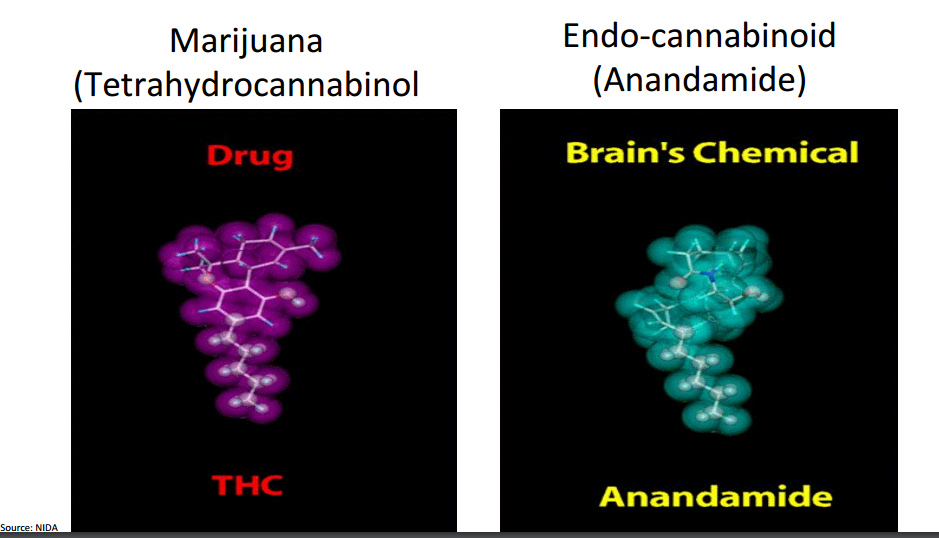 Marijuana
(Tetrahydrocannabinol
Drug
THC
Endo-cannabinoid
(Anandamide)
Brain's Chemical
Anandamide
Source: NIDA